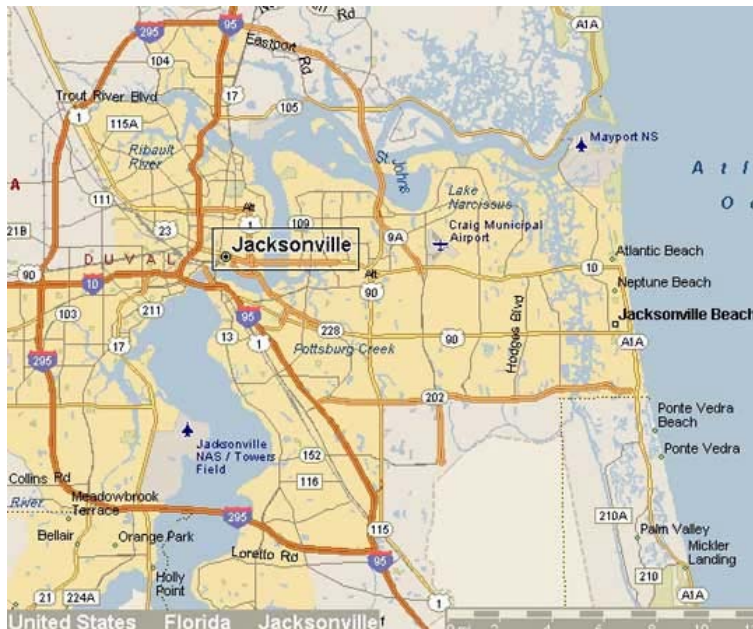 Rd
A1A
295
95
Eastport
Rd
104
17
Trout River Blvd
1
105
115A
Mayport NS
Ribault
River
St. Johns
A
Lake
Narcissus
111
Alt
1
109
Craig Municipal
Airport
21B
23
9A
DUVAL
Jacksonville
Atlantic Beach
90
Alt
90
10
10
Neptune Beach
211
103
95
Jacksonville Beach
228
90
Hodges Blvd
17
13
1
A1A
Pottsburg Creek
295
202
Ponte Vedra
Beach
Jacksonville
NAS / Towers
Field
152
Ponte Vedra
Collins Rd
116
River
Meadowbrook
Terrace
295
115
210A
Palm Valley
Bellair
Orange Park
Loretto Rd
95
Mickler
Landing
Holly
Point
210
21
224A
1
A1A
United States Florida Jacksonville